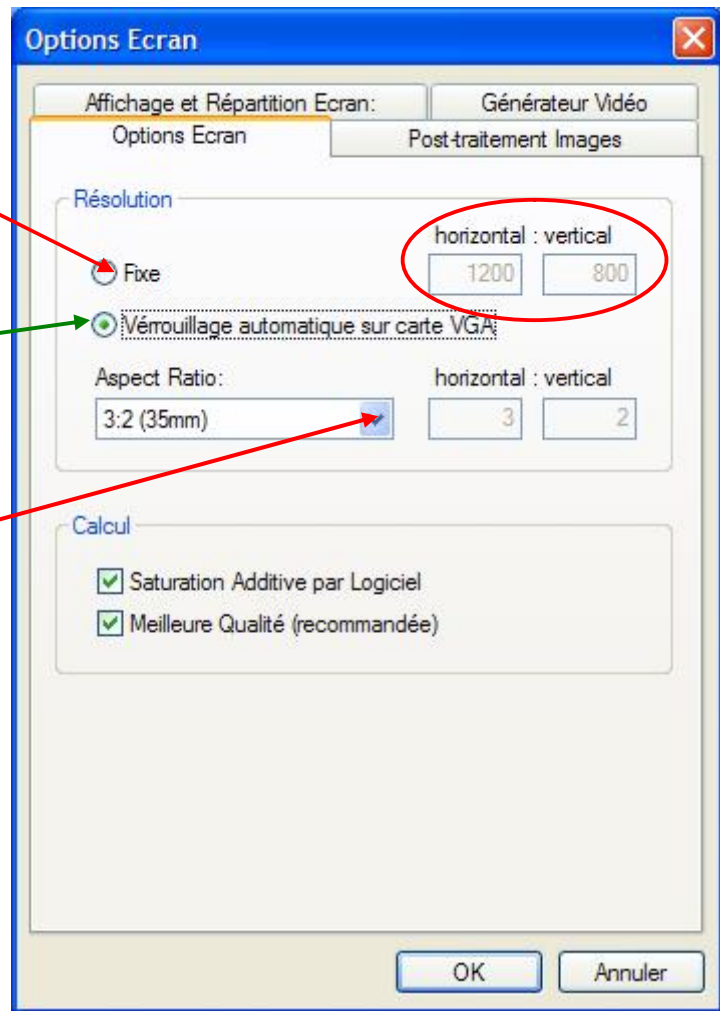 Options Ecran
Affichage et Répartition Ecran:
Générateur Vidéo
Options Ecran
Post-traitement Images
Résolution
horizontal : vertical
Fixe
1200
800
Vérrouillage automatique sur carte VGA
Aspect Ratio:
horizontal : vertical
3:2 (35mm)
3
2
Calcul
Saturation Additive par Logiciel
Meilleure Qualité (recommandée)
OK
Annuler